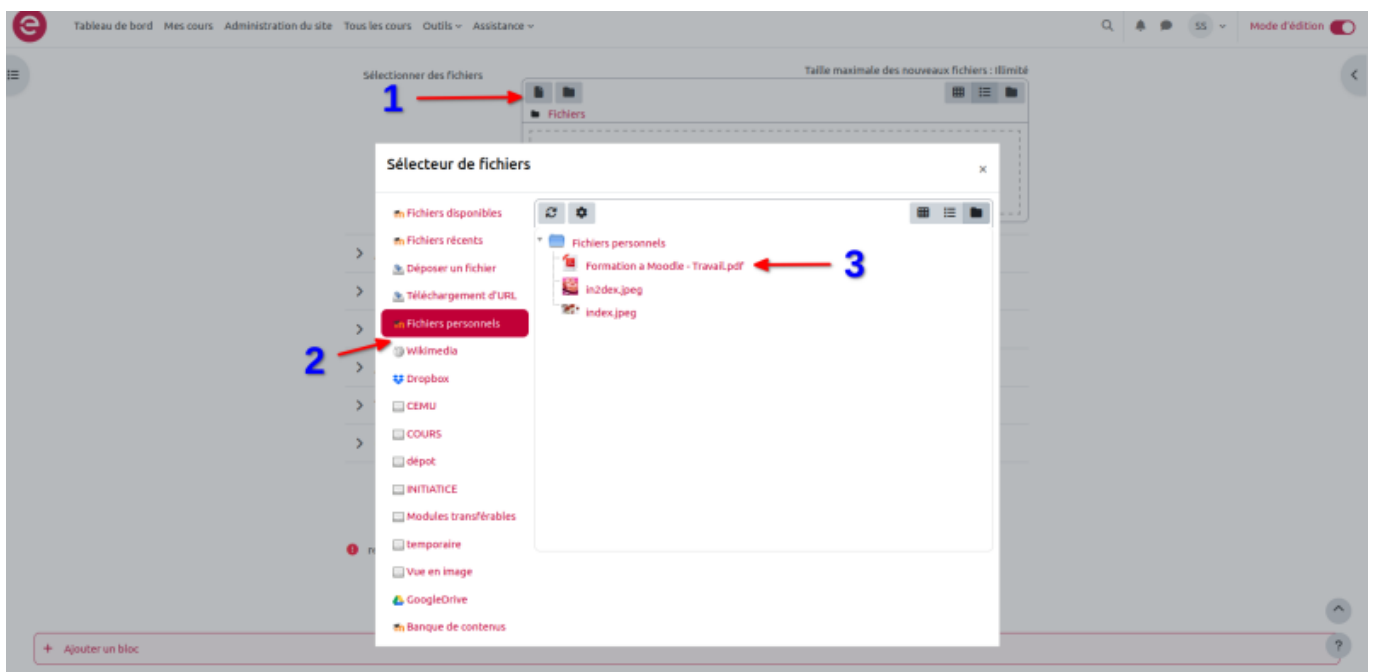 Tableau de bord Mes cours Administration du site Tous les cours Outils Assistance SS Mode d'édition
Sélectionner des fichiers
Taille maximale des nouveaux fichiers : Illimité
1
Fichiers
Sélecteur de fichiers ×
Fichiers disponibles
Fichiers récents
Déposer un fichier
Téléchargement d'URL
Fichiers personnels
Wikimedia
Dropbox
CEMU
COURS
dépot
INITIATICE
Modules transférables
temporaire
Vue en image
GoogleDrive
Banque de contenus
Fichiers personnels
Formation a Moodle - Travail.pdf
in2dex.jpeg
index.jpeg
3
2
+ Ajouter un bloc
?